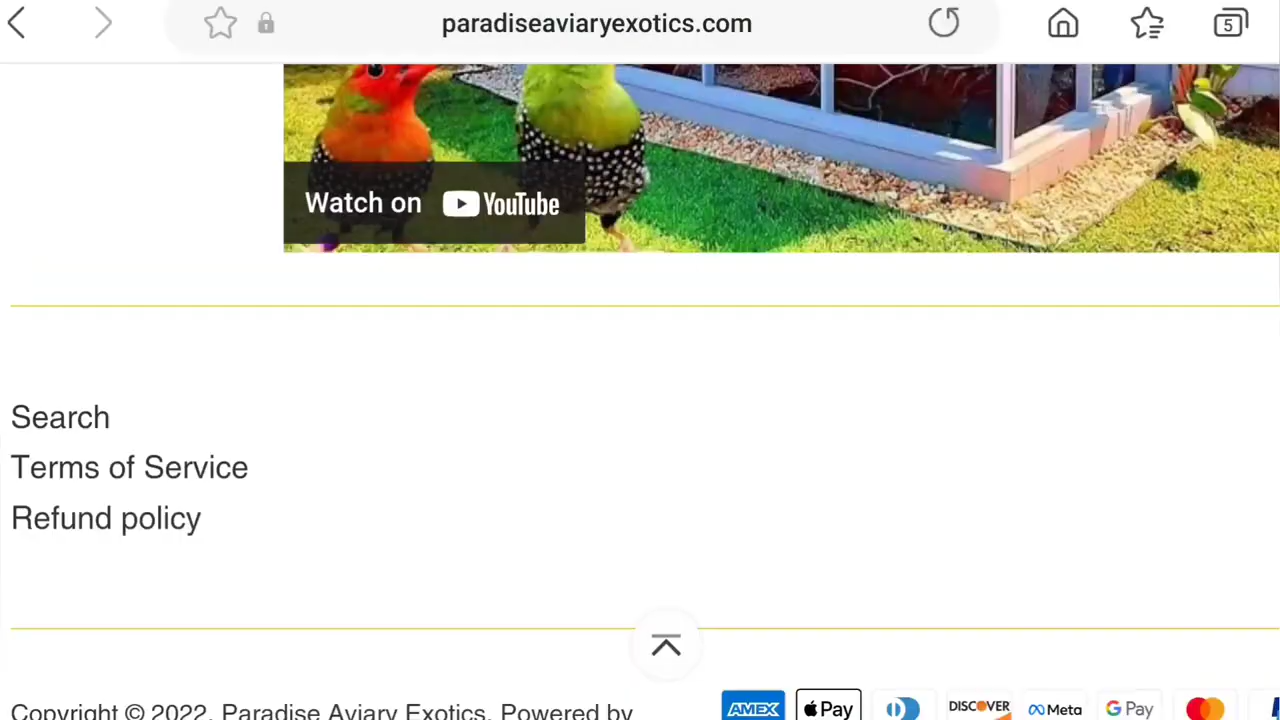 paradiseaviaryexotics.com
5
Watch on YouTube
Search
Terms of Service
Refund policy
Copyright © 2022, Paradise Aviary Exotics. Powered by
AMEX Pay DISCOVER Meta G Pay